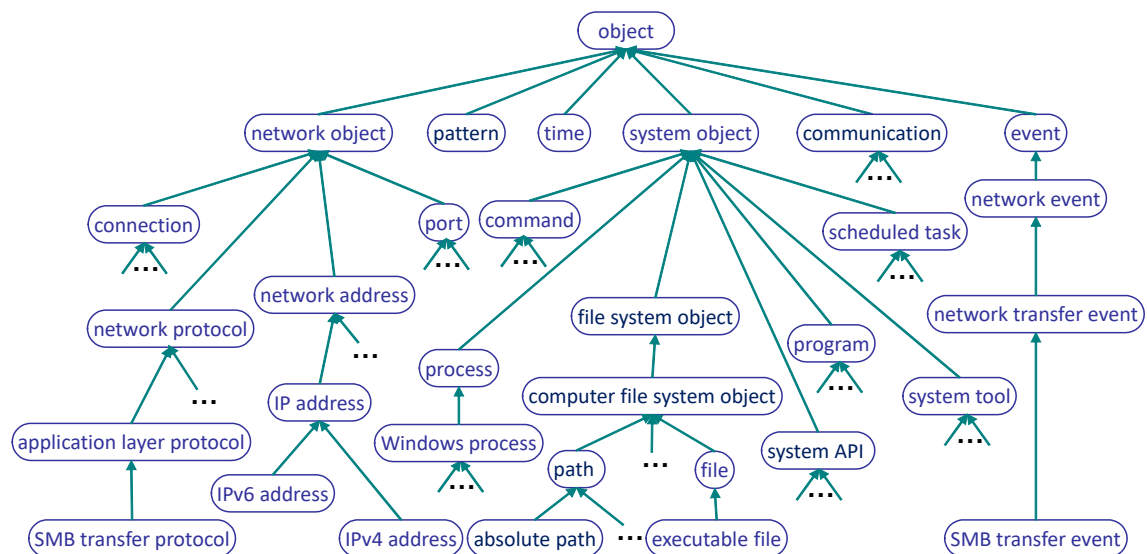 object
network object
pattern
time
system object
communication
event
...
connection
port
command
scheduled task
network event
...
...
...
...
network address
network protocol
file system object
program
network transfer event
...
process
...
...
IP address
computer file system object
system tool
application layer protocol
Windows process
system API
...
...
path
file
...
IPv6 address
...
SMB transfer protocol
IPv4 address
absolute path
...
executable file
SMB transfer event